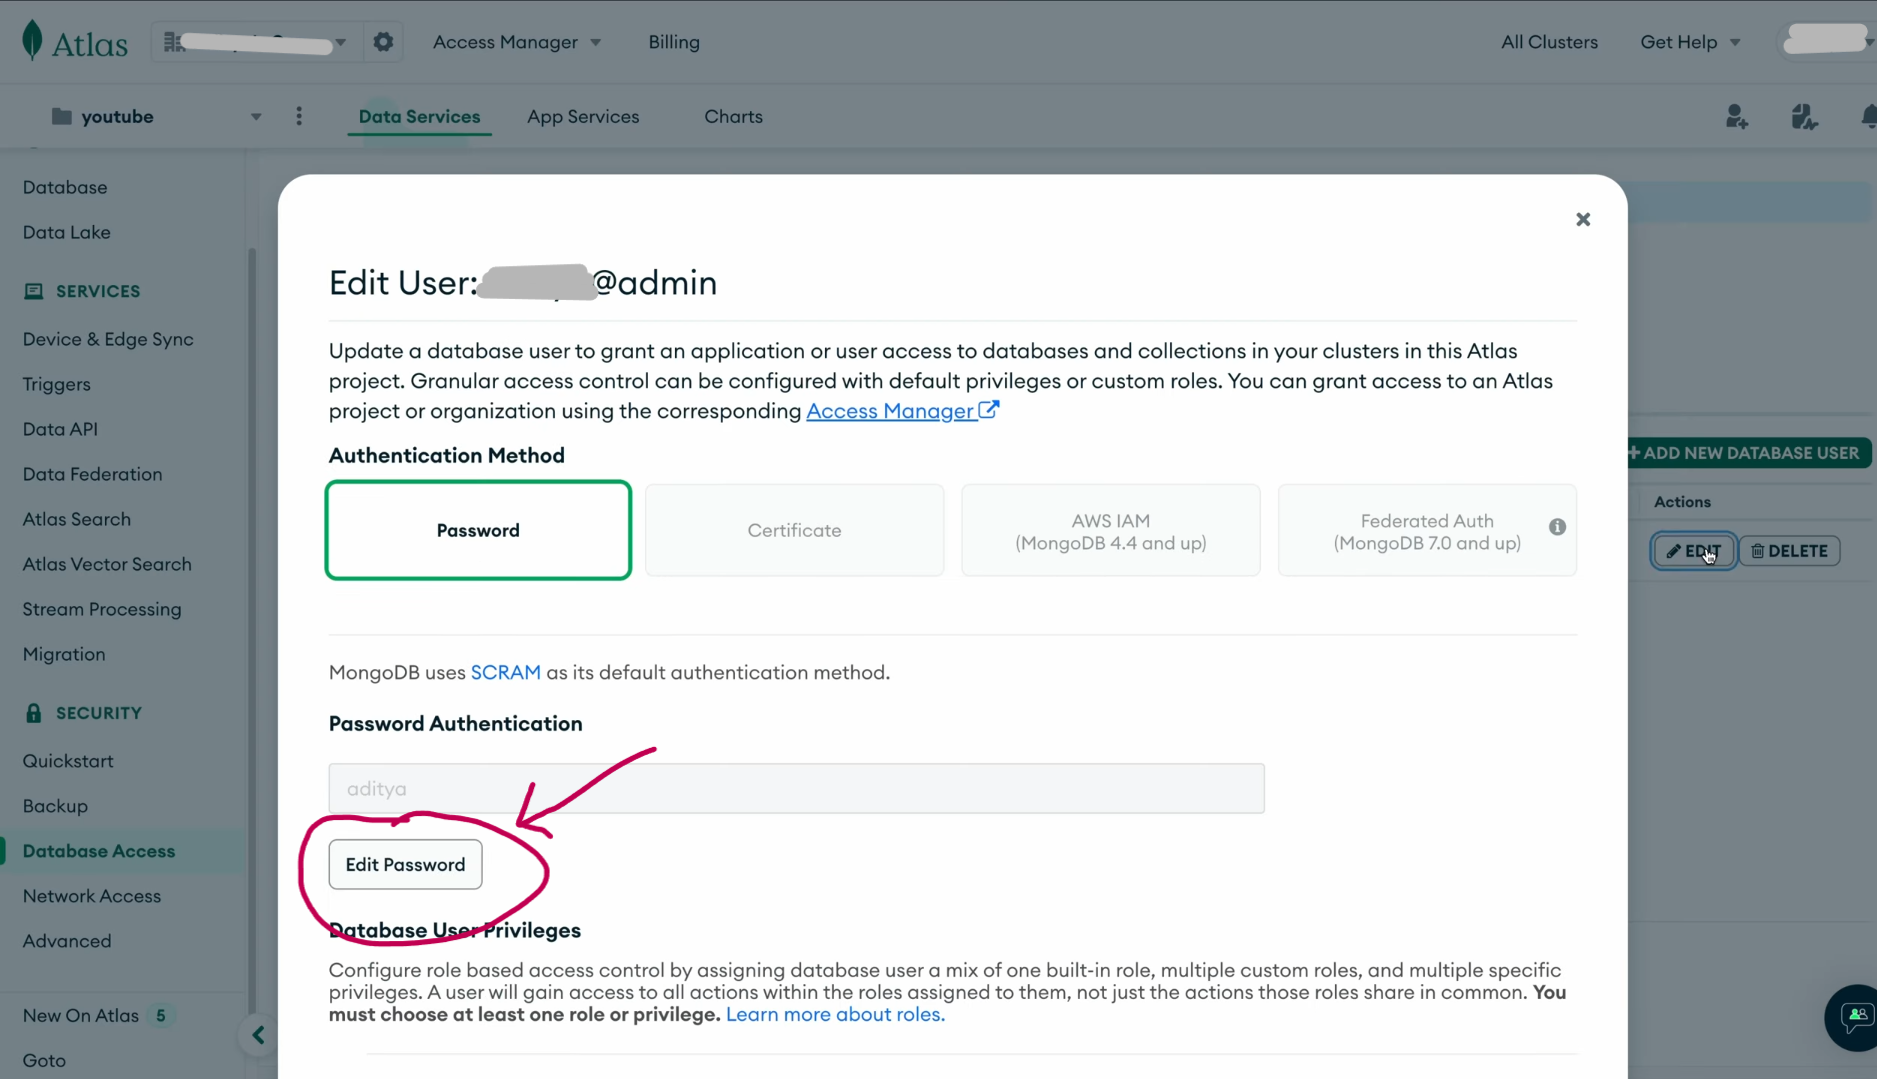 Atlas
Access Manager
Billing
All Clusters
Get Help
youtube
Data Services
App Services
Charts
Database
Data Lake
SERVICES
Device & Edge Sync
Triggers
Data API
Data Federation
Atlas Search
Atlas Vector Search
Stream Processing
Migration
SECURITY
Quickstart
Backup
Database Access
Network Access
Advanced
New On Atlas 5
Goto
Edit User: @admin
Update a database user to grant an application or user access to databases and collections in your clusters in this Atlas
project. Granular access control can be configured with default privileges or custom roles. You can grant access to an Atlas
project or organization using the corresponding Access Manager
Authentication Method
Password
Certificate
AWS IAM
(MongoDB 4.4 and up)
Federated Auth
(MongoDB 7.0 and up)
MongoDB uses SCRAM as its default authentication method.
Password Authentication
aditya
Edit Password
Database User Privileges
Configure role based access control by assigning database user a mix of one built-in role, multiple custom roles, and multiple specific
privileges. A user will gain access to all actions within the roles assigned to them, not just the actions those roles share in common. You
must choose at least one role or privilege. Learn more about roles.
+ ADD NEW DATABASE USER
Actions
EDIT
DELETE